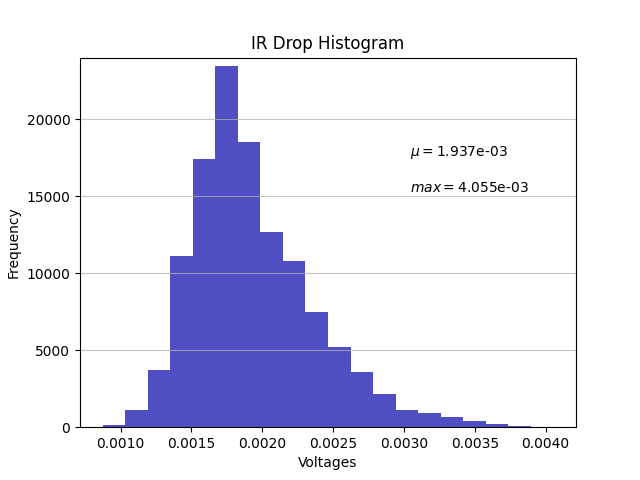 IR Drop Histogram
μ = 1.937e-03
max = 4.055e-03
Frequency
20000
15000
10000
5000
0
0.0010 0.0015 0.0020 0.0025 0.0030 0.0035 0.0040
Voltages